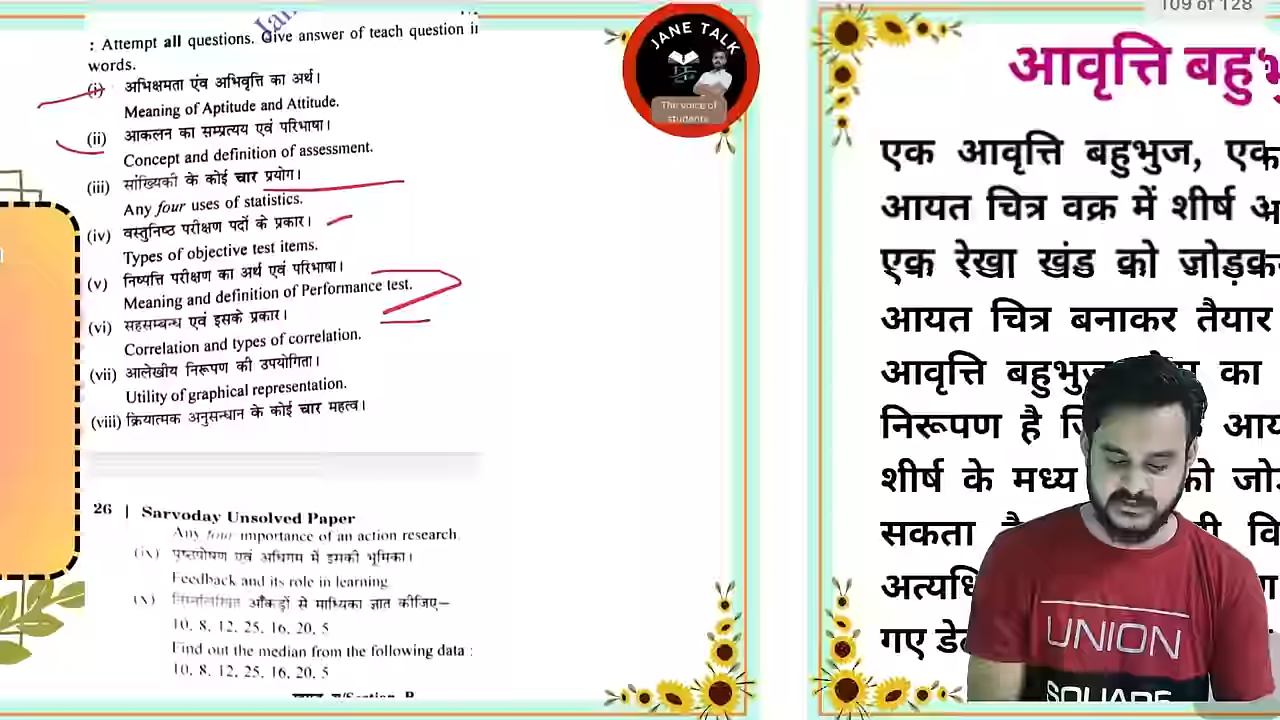 : Attempt all questions. Give answer of teach question ii
words.
(i) अभिक्षमता एंव अभिवृत्ति का अर्थ।
Meaning of Aptitude and Attitude.
(ii) आकलन का सम्प्रत्यय एवं परिभाषा।
Concept and definition of assessment.
(iii) सांख्यिकी के कोई चार प्रयोग।
Any four uses of statistics.
(iv) वस्तुनिष्ठ परीक्षण पदों के प्रकार।
Types of objective test items.
(v) निष्पत्ति परीक्षण का अर्थ एवं परिभाषा।
Meaning and definition of Performance test.
(vi) सहसम्बन्ध एवं इसके प्रकार।
Correlation and types of correlation.
(vii) आलेखीय निरूपण की उपयोगिता।
Utility of graphical representation.
(viii) क्रियात्मक अनुसन्धान के कोई चार महत्व।
26 | Sarvoday Unsolved Paper
Any four importance of an action research.
(ix) पृष्ठपोषण एवं अधिगम में इसकी भूमिका।
Feedback and its role in learning
(x) निम्नलिखित आँकड़ों से माध्यिका ज्ञात कीजिए–
10, 8, 12, 25, 16, 20, 5
Find out the median from the following data :
10, 8, 12, 25, 16, 20, 5
JANE TALK
The voice of
students
109 of 128
आवृत्ति बहु
एक आवृत्ति बहुभुज, एक
आयत चित्र वक्र में शीर्ष
एक रेखा खंड को जोड़कर
आयत चित्र बनाकर तैयार
आवृत्ति बहुभुज का
निरूपण है
शीर्ष के मध्य को
सकता
गए
UNION
SQUARE